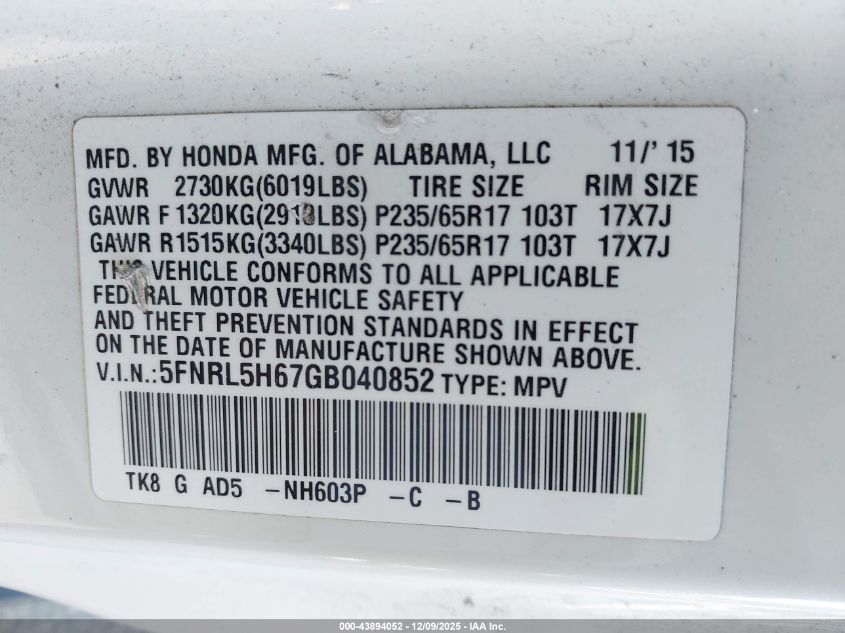 MFD. BY HONDA MFG. OF ALABAMA, LLC 11/'15
GVWR 2730KG(6019LBS) TIRE SIZE RIM SIZE
GAWR F 1320KG P235/65R17 103T 17X7J
GAWR R1515KG(3340LBS) P235/65R17 103T 17X7J
THIS VEHICLE CONFORMS TO ALL APPLICABLE
FEDERAL MOTOR VEHICLE SAFETY
AND THEFT PREVENTION STANDARDS IN EFFECT
ON THE DATE OF MANUFACTURE SHOWN ABOVE.
V.I.N.:5FNRL5H67GB040852 TYPE: MPV
TK8 G AD5 -NH603P -C -B
000-43894052 - 12/09/2025 - IAA Inc.